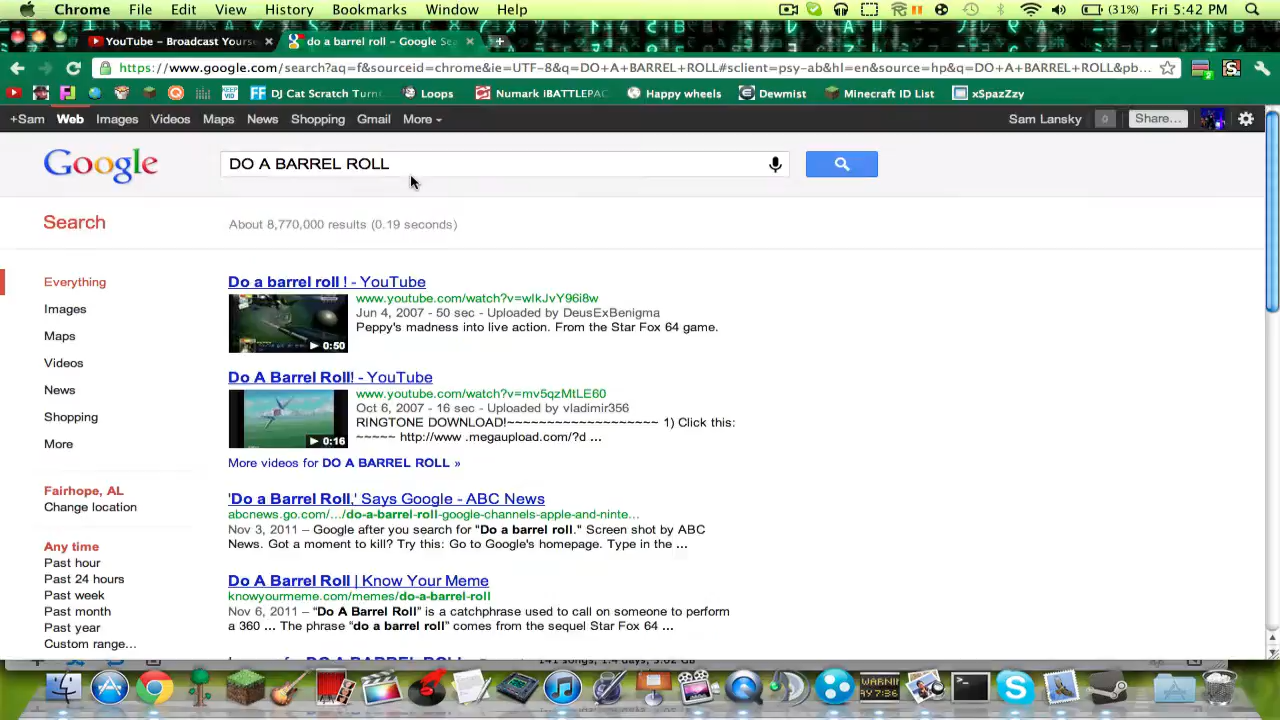 Chrome File Edit View History Bookmarks Window Help (31%) Fri 5:42 PM
YouTube – Broadcast Yourse do a barrel roll – Google Sea
https://www.google.com/search?aq=f&sourceid=chrome&ie=UTF-8&q=DO+A+BARREL+ROLL#sclient=psy-ab&hl=en&source=hp&q=DO+A+BARREL+ROLL&pb...
KEEP VID DJ Cat Scratch Turn Loops Numark iBATTLEPAC Happy wheels Dewmist Minecraft ID List xSpazZzy
+Sam Web Images Videos Maps News Shopping Gmail More Sam Lansky 0 Share...
Google DO A BARREL ROLL
Search About 8,770,000 results (0.19 seconds)
Everything
Images
Maps
Videos
News
Shopping
More
Fairhope, AL
Change location
Any time
Past hour
Past 24 hours
Past week
Past month
Past year
Custom range...
Do a barrel roll ! - YouTube
www.youtube.com/watch?v=wIkJvY96i8w
Jun 4, 2007 - 50 sec - Uploaded by DeusExBenigma
Peppy's madness into live action. From the Star Fox 64 game.
0:50
Do A Barrel Roll! - YouTube
www.youtube.com/watch?v=mv5qzMtLE60
Oct 6, 2007 - 16 sec - Uploaded by vladimir356
RINGTONE DOWNLOAD!~~~~~~~~~~~~~~~~~~~ 1) Click this:
~~~~~ http://www .megaupload.com/?d ...
0:16
More videos for DO A BARREL ROLL »
'Do a Barrel Roll,' Says Google - ABC News
abcnews.go.com/.../do-a-barrel-roll-google-channels-apple-and-ninte...
Nov 3, 2011 – Google after you search for "Do a barrel roll." Screen shot by ABC
News. Got a moment to kill? Try this: Go to Google's homepage. Type in the ...
Do A Barrel Roll | Know Your Meme
knowyourmeme.com/memes/do-a-barrel-roll
Nov 6, 2011 – “Do A Barrel Roll” is a catchphrase used to call on someone to perform
a 360 ... The phrase “do a barrel roll” comes from the sequel Star Fox 64 ...